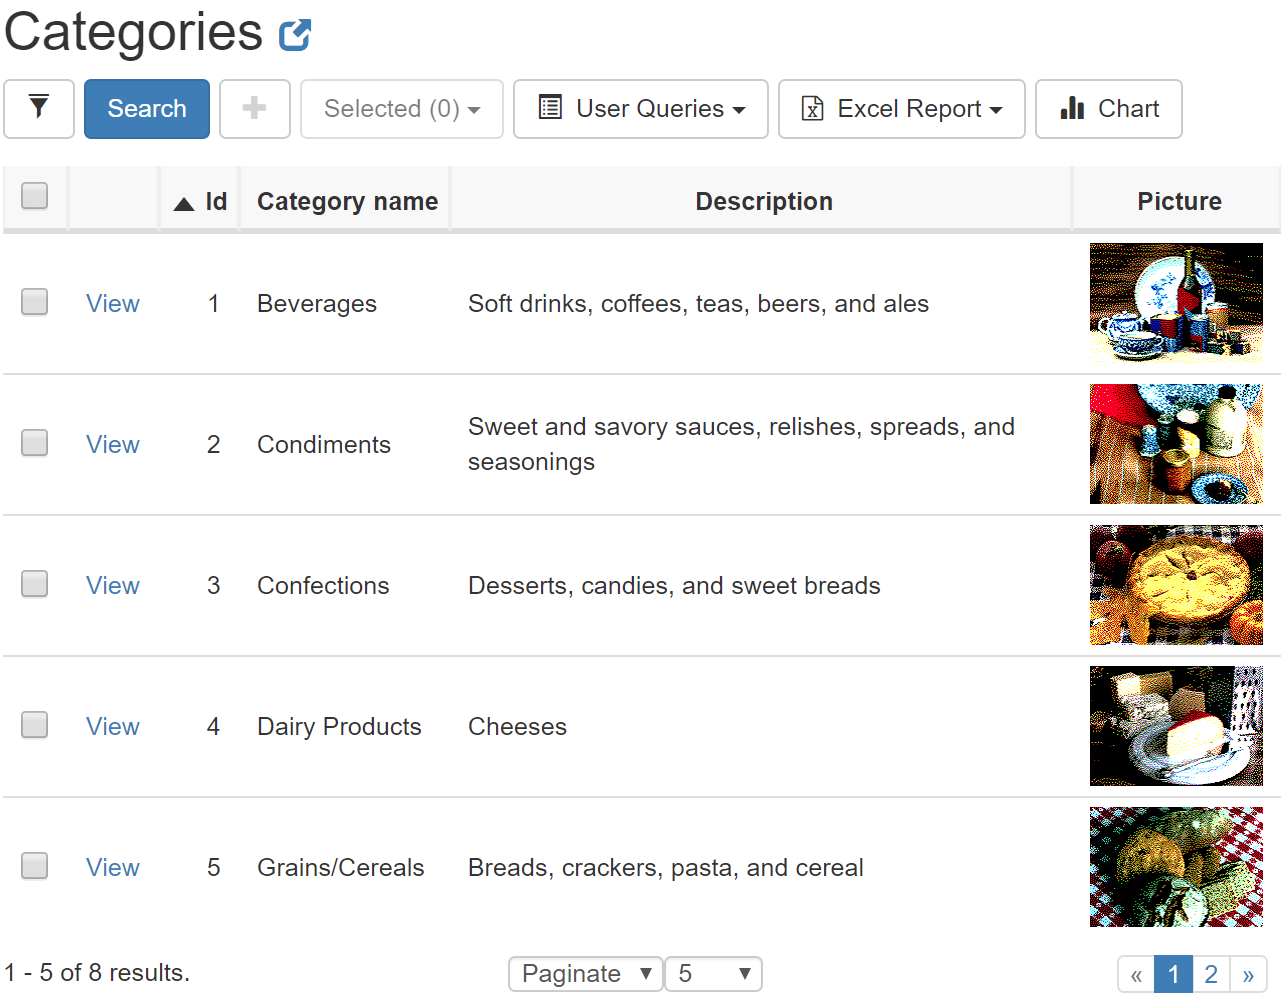 Categories
Search
Selected (0)
User Queries
Excel Report
Chart
Id Category name Description Picture
View 1 Beverages Soft drinks, coffees, teas, beers, and ales
View 2 Condiments Sweet and savory sauces, relishes, spreads, and
seasonings
View 3 Confections Desserts, candies, and sweet breads
View 4 Dairy Products Cheeses
View 5 Grains/Cereals Breads, crackers, pasta, and cereal
1 - 5 of 8 results. Paginate 5 « 1 2 »